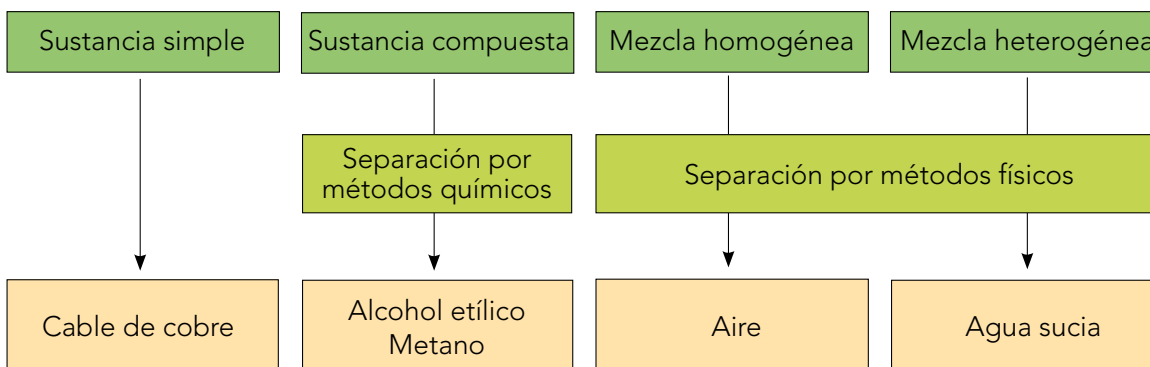 Sustancia simple
Sustancia compuesta
Mezcla homogénea
Mezcla heterogénea
Separación por
métodos químicos
Separación por métodos físicos
Cable de cobre
Alcohol etílico
Metano
Aire
Agua sucia